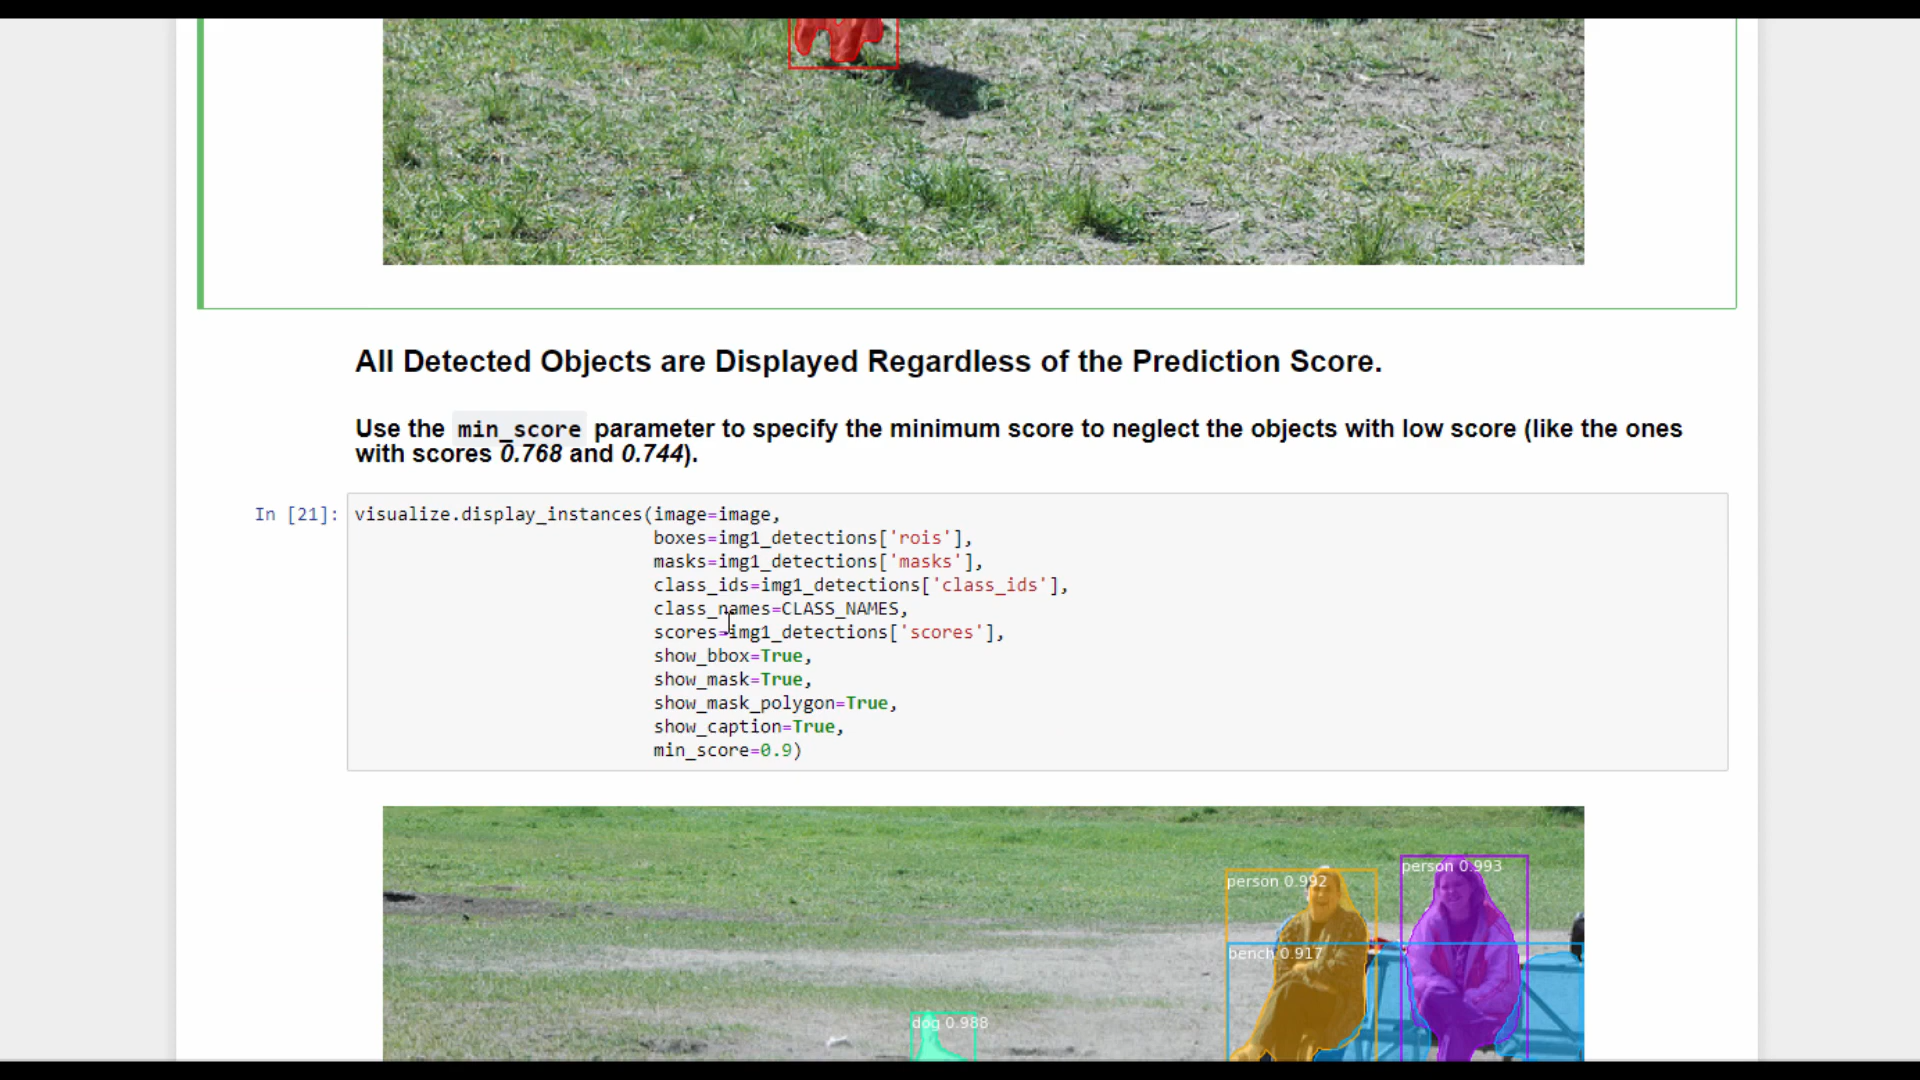 All Detected Objects are Displayed Regardless of the Prediction Score.
Use the min_score parameter to specify the minimum score to neglect the objects with low score (like the ones
with scores 0.768 and 0.744).
In [21]: visualize.display_instances(image=image,
boxes=img1_detections['rois'],
masks=img1_detections['masks'],
class_ids=img1_detections['class_ids'],
class_names=CLASS_NAMES,
scores=img1_detections['scores'],
show_bbox=True,
show_mask=True,
show_mask_polygon=True,
show_caption=True,
min_score=0.9)
person 0.993
person 0.992
bench 0.917
dog 0.988